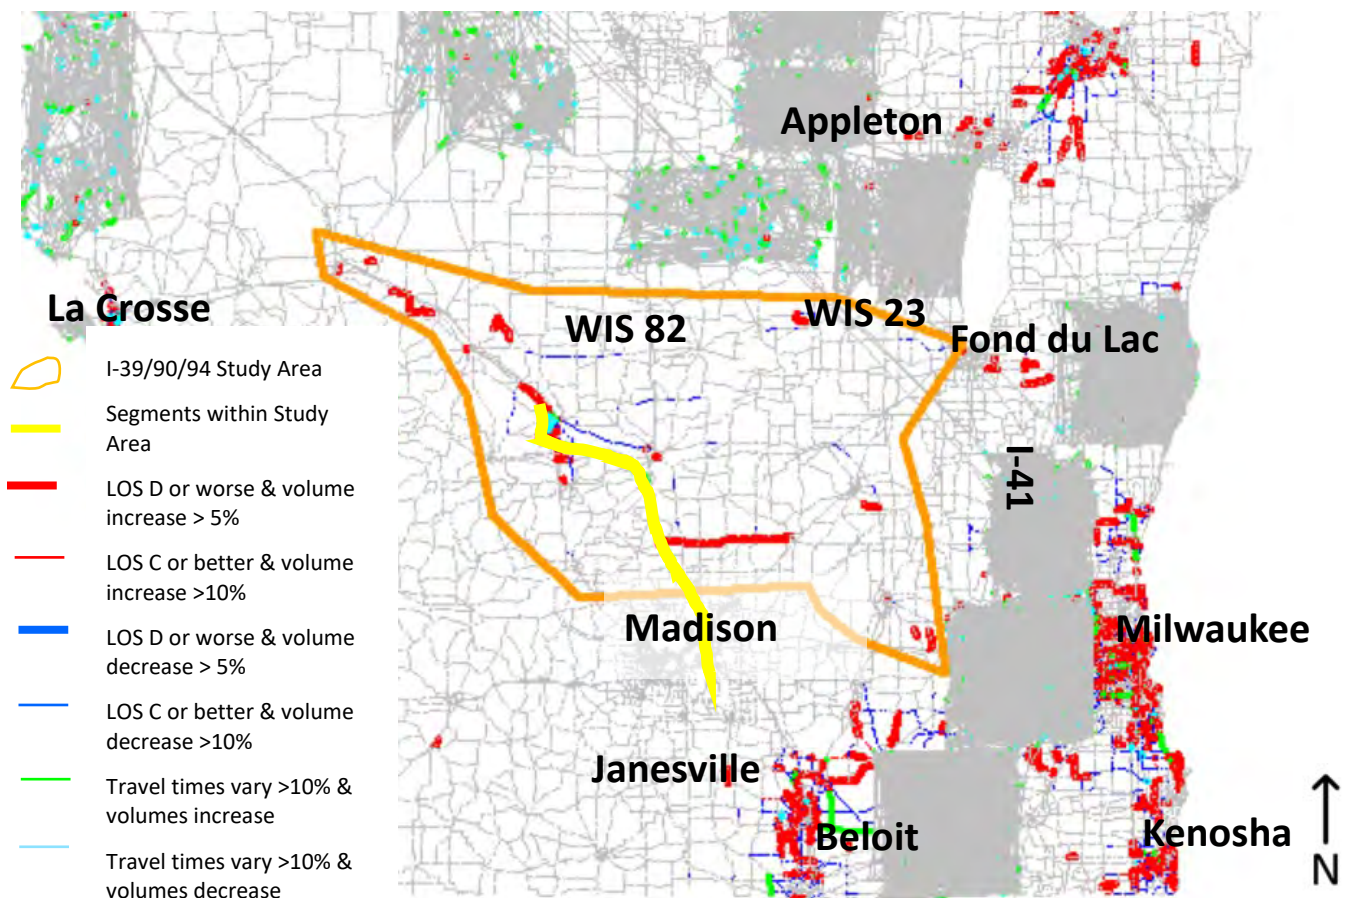 Appleton
La Crosse
WIS 82
WIS 23
Fond du Lac
I-39/90/94 Study Area
Segments within Study
Area
LOS D or worse & volume
increase > 5%
LOS C or better & volume
increase >10%
LOS D or worse & volume
decrease > 5%
LOS C or better & volume
decrease >10%
Travel times vary >10% &
volumes increase
Travel times vary >10% &
volumes decrease
I-41
Madison
Milwaukee
Janesville
Beloit
Kenosha
N